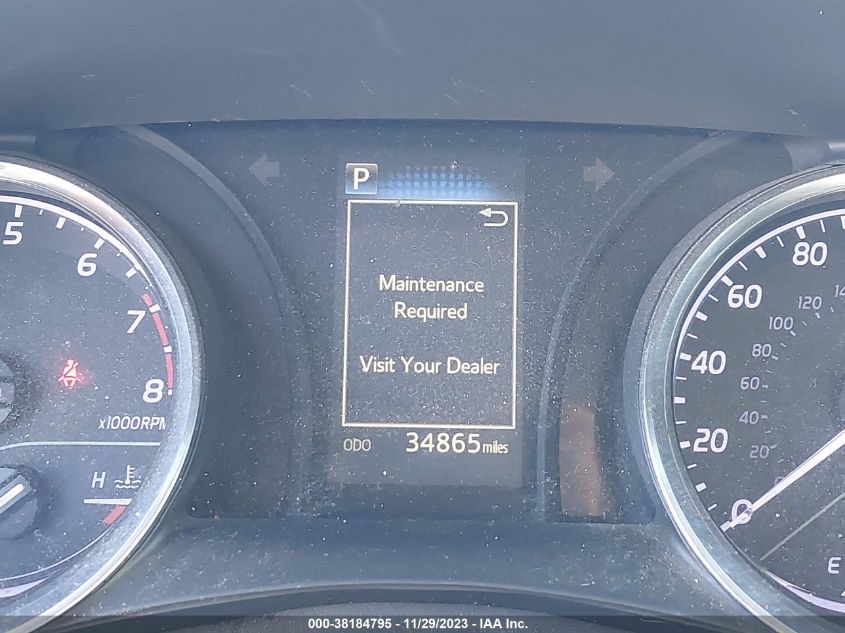 P
Maintenance
Required
Visit Your Dealer
ODO 34865 miles
5
6
7
8
x1000RPM
H
80
60
40
20
0
120
100
80
60
40
20
E
000-38184795 - 11/29/2023 - IAA Inc.